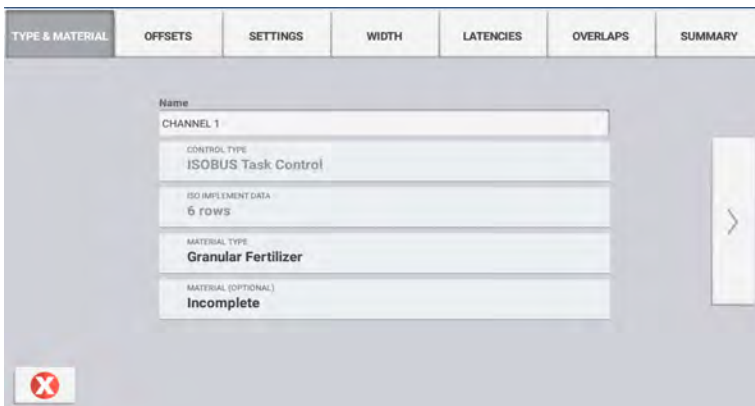 TYPE & MATERIAL OFFSETS SETTINGS WIDTH LATENCIES OVERLAPS SUMMARY
Name
CHANNEL 1
CONTROL TYPE
ISOBUS Task Control
ISO IMPLEMENT DATA
6 rows
MATERIAL TYPE
Granular Fertilizer
MATERIAL (OPTIONAL)
Incomplete